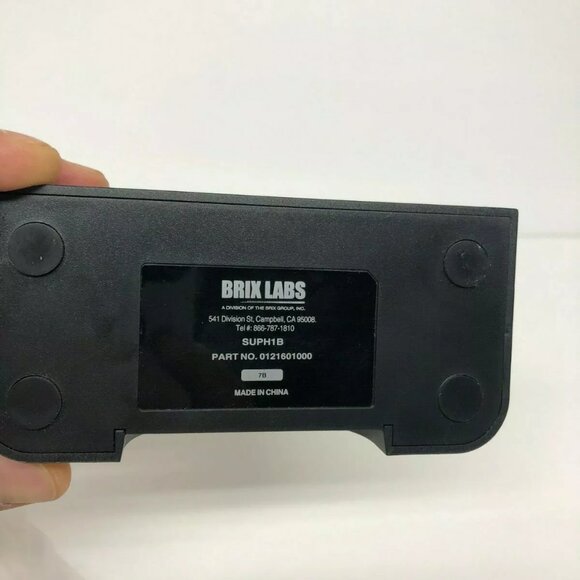 BRIX LABS
A DIVISION OF THE BRIX GROUP, INC.
541 Division St, Campbell, CA 95008.
Tel #: 866-787-1810
SUPH1B
PART NO. 0121601000
7B
MADE IN CHINA